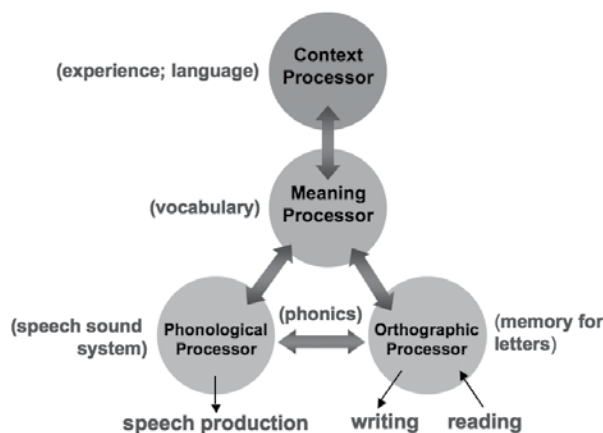 Context
Processor
(experience; language)
Meaning
Processor
(vocabulary)
(phonics)
(speech sound
system)
Phonological
Processor
Orthographic
Processor
(memory for
letters)
speech production
writing
reading